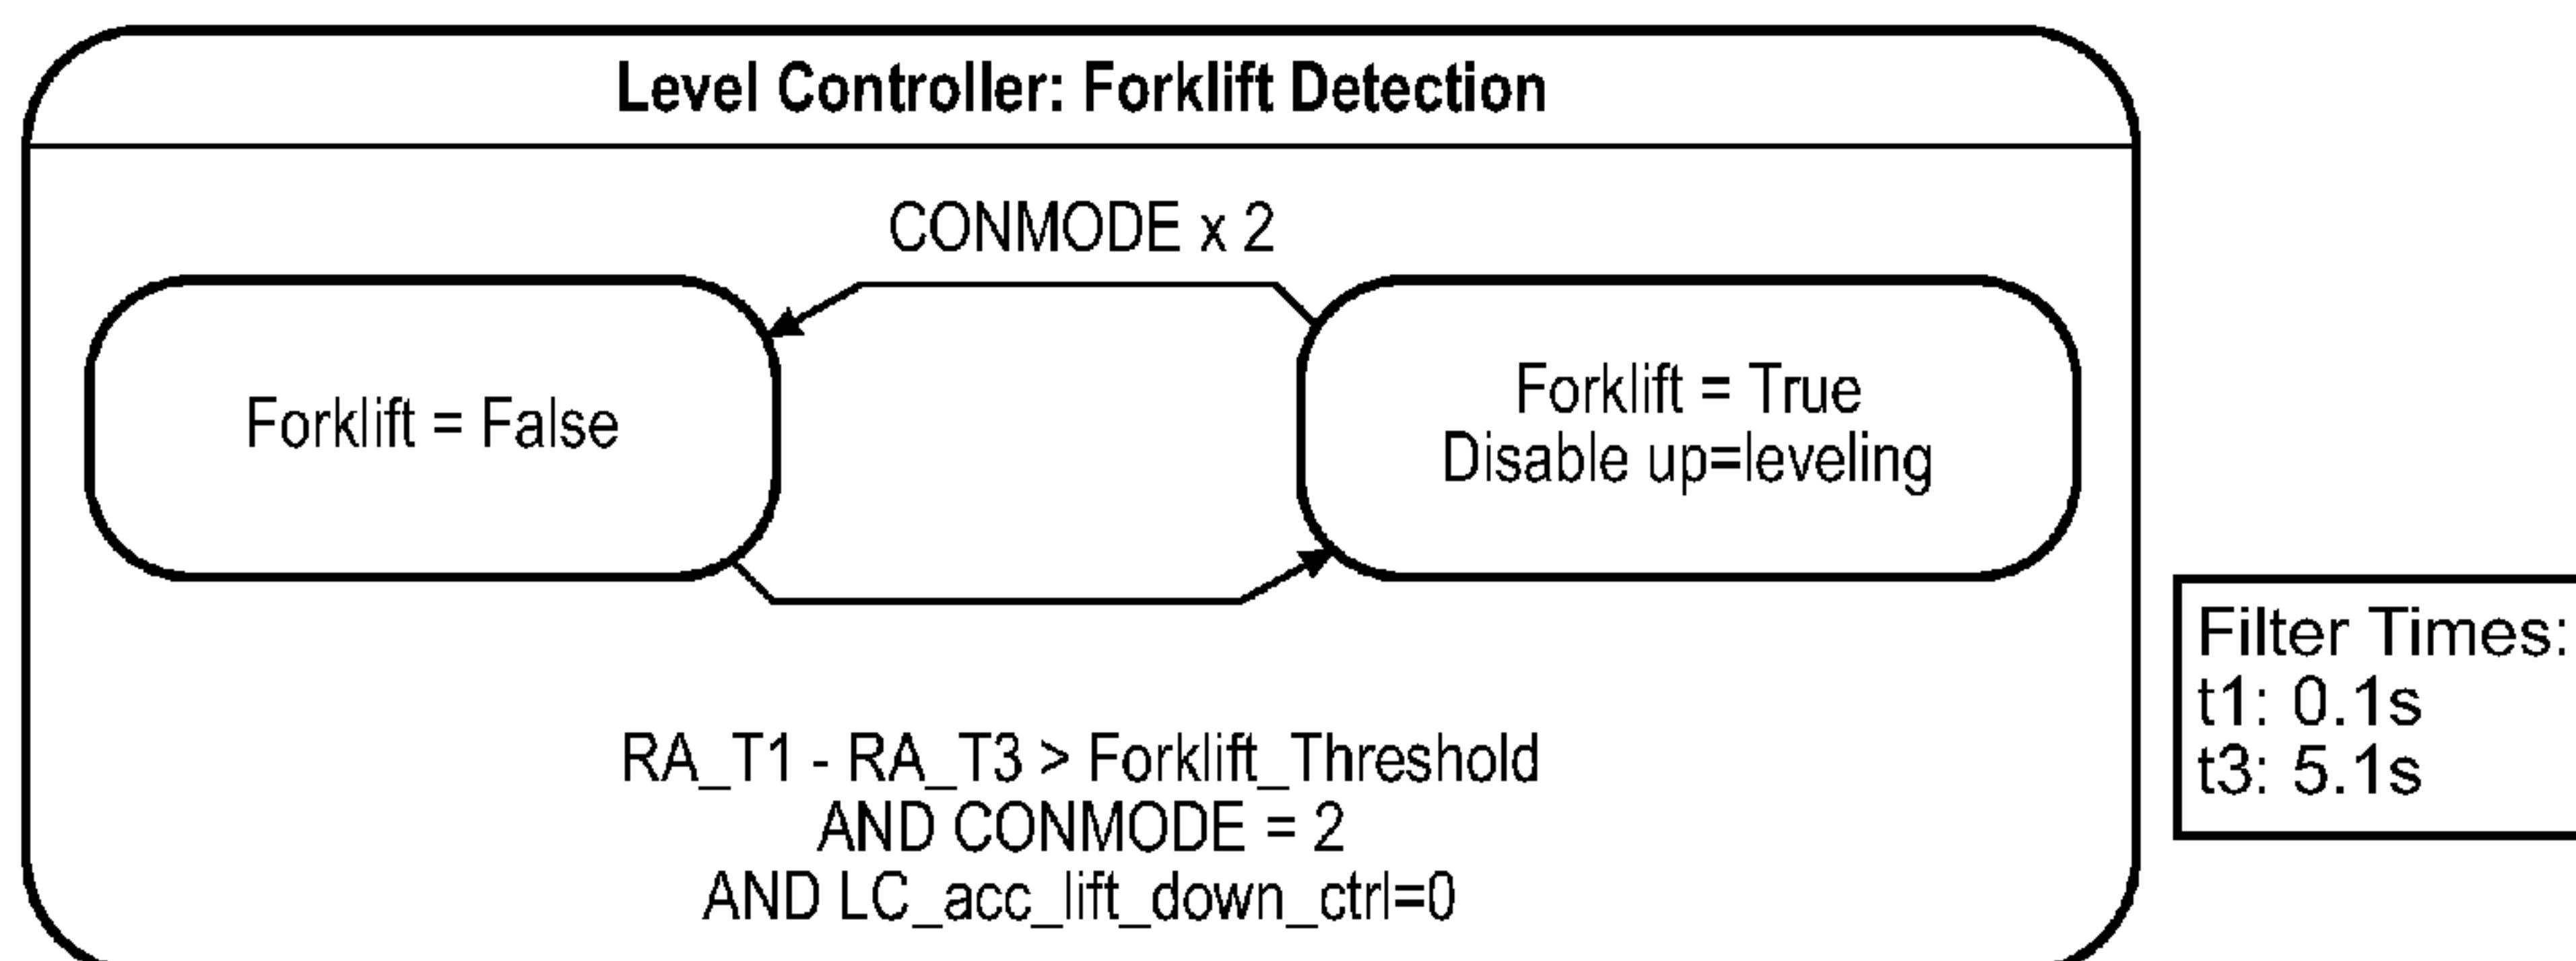 Level Controller: Forklift Detection
CONMODE x 2
Forklift = False
Forklift = True
Disable up=leveling
RA_T1 - RA_T3 > Forklift_Threshold
AND CONMODE = 2
AND LC_acc_lift_down_ctrl=0
Filter Times:
t1: 0.1s
t3: 5.1s